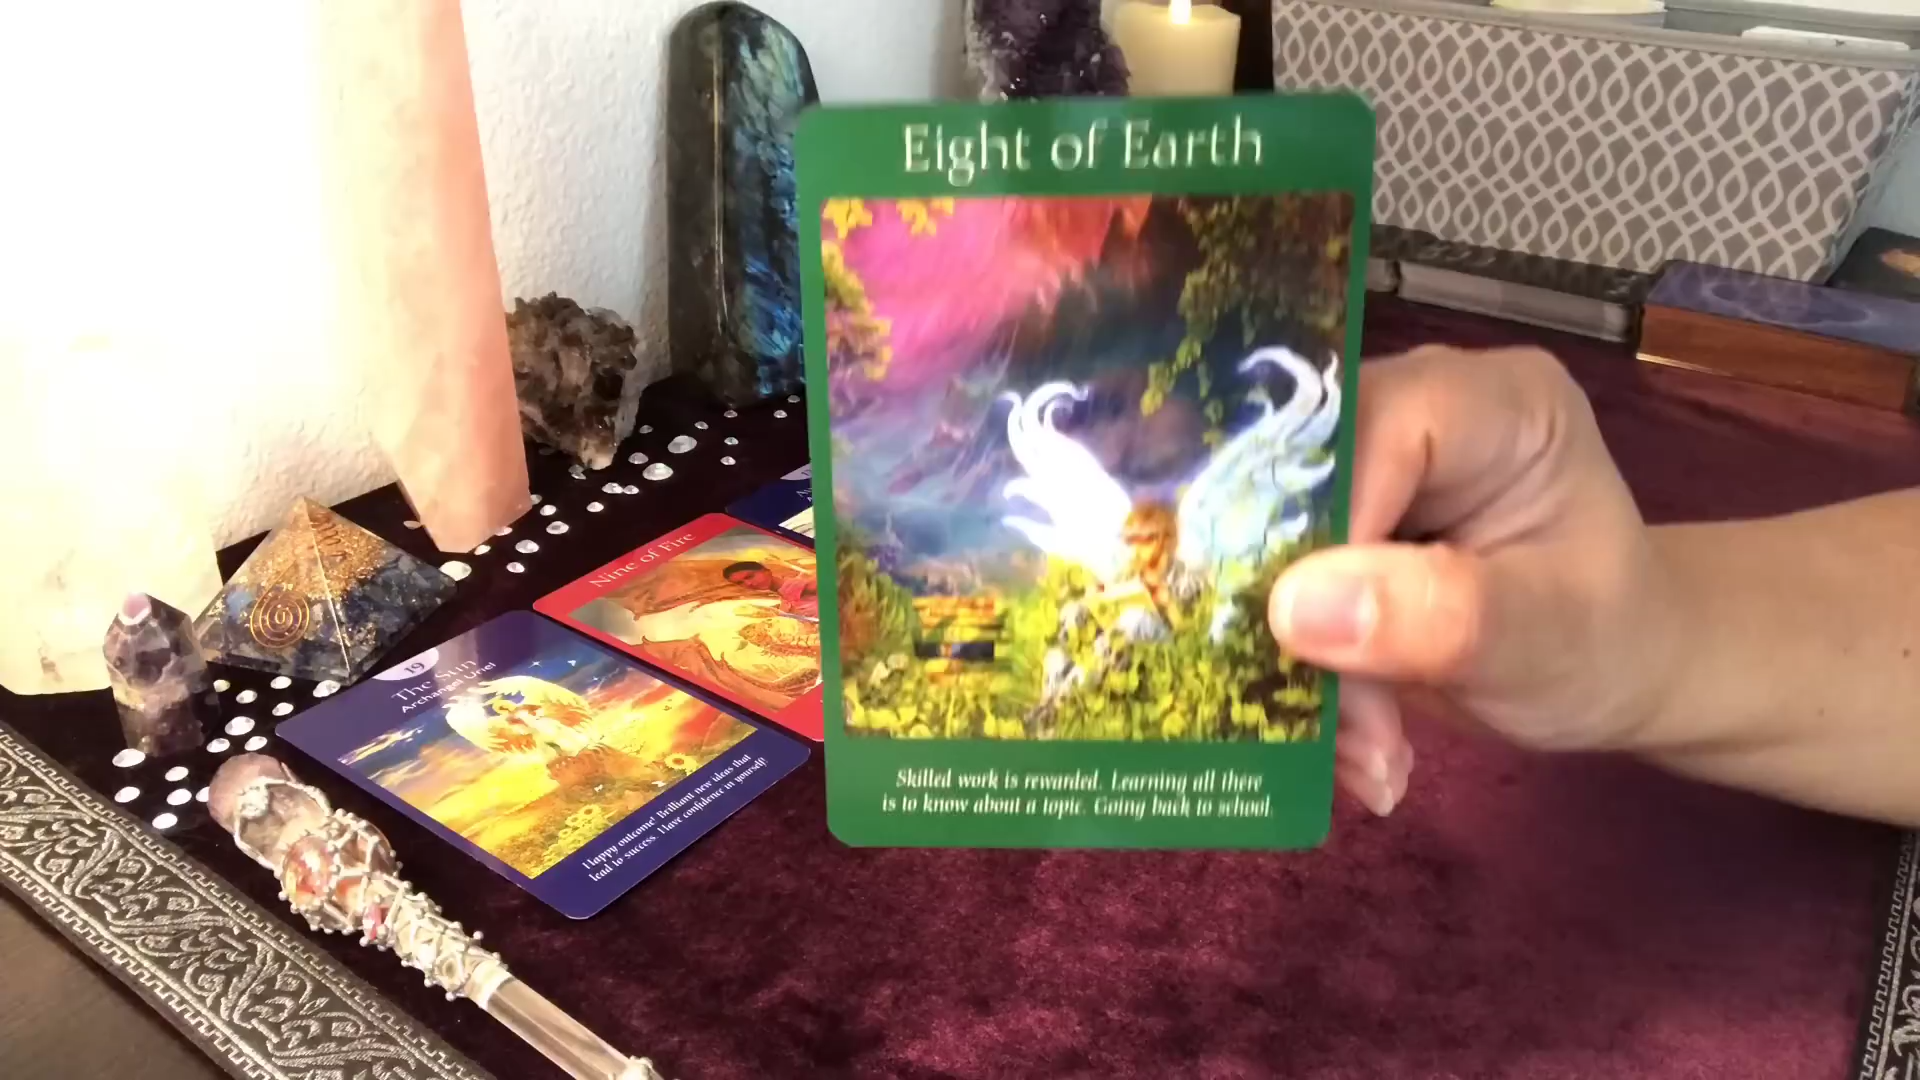 Eight of Earth
Skilled work is rewarded. Learning all there
is to know about a topic. Going back to school.
Nine of Fire
19
The Sun
Archangel Uriel
Happy outcome! Brilliant new ideas that
lead to success. I have confidence in yourself!